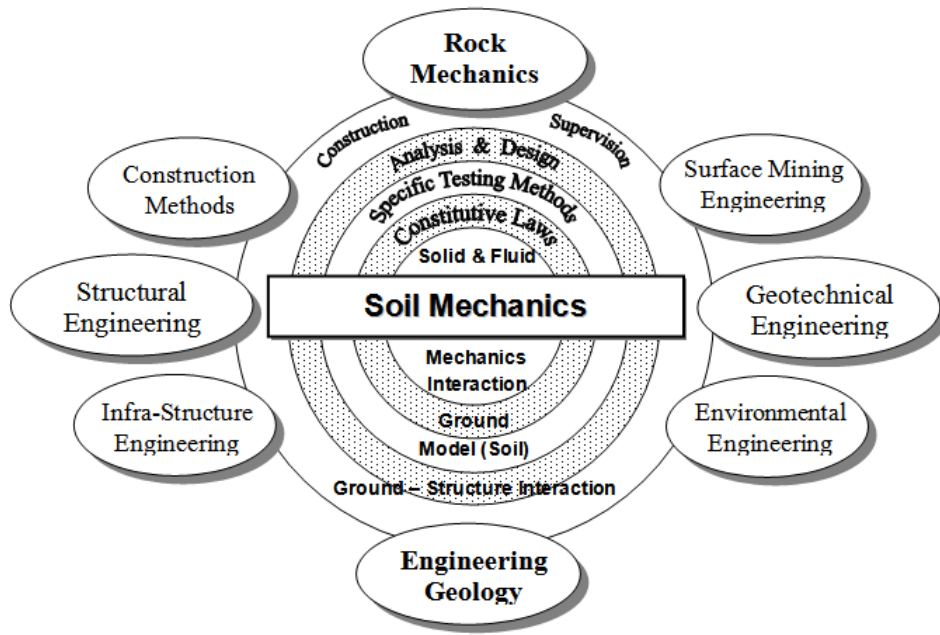 Rock
Mechanics
Construction
Supervision
Analysis & Design
Specific Testing Methods
Constitutive Laws
Solid & Fluid
Construction
Methods
Surface Mining
Engineering
Structural
Engineering
Soil Mechanics
Geotechnical
Engineering
Mechanics
Interaction
Infra-Structure
Engineering
Ground
Environmental
Engineering
Model (Soil)
Ground – Structure Interaction
Engineering
Geology